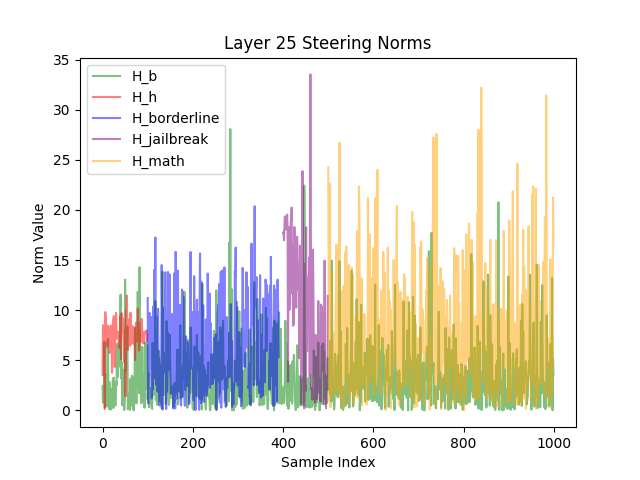 Layer 25 Steering Norms
Norm Value
35
30
25
20
15
10
5
0
H_b
H_h
H_borderline
H_jailbreak
H_math
0 200 400 600 800 1000
Sample Index